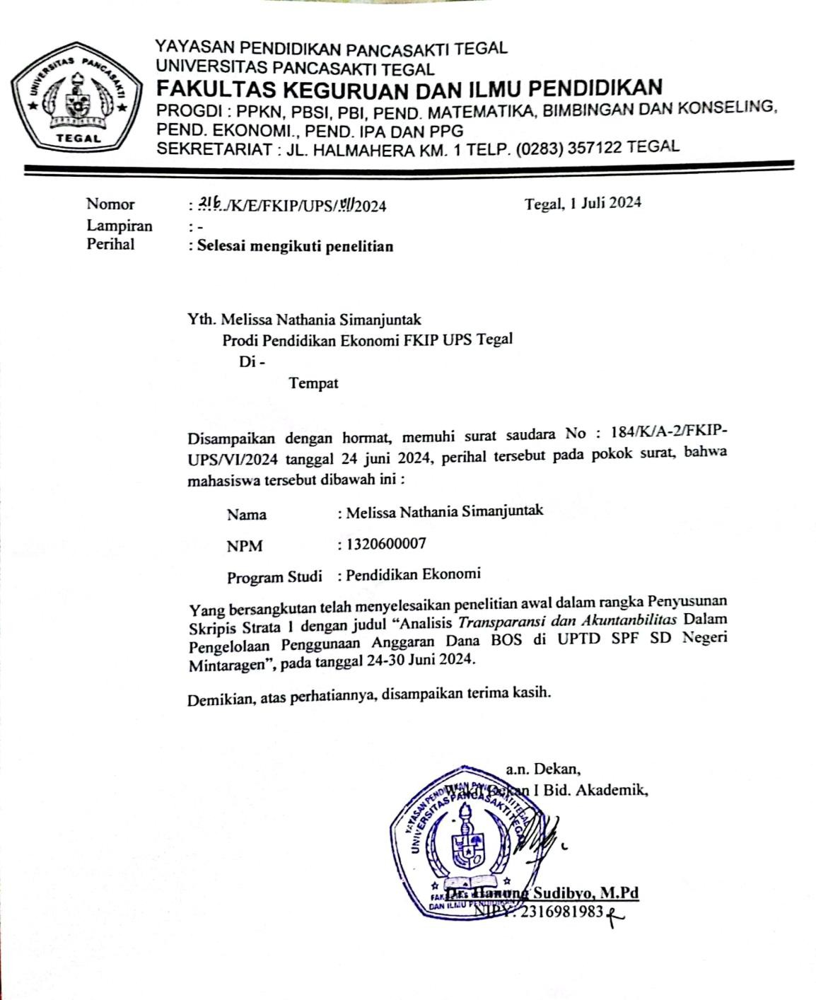 YAYASAN PENDIDIKAN PANCASAKTI TEGAL
UNIVERSITAS PANCASAKTI TEGAL
FAKULTAS KEGURUAN DAN ILMU PENDIDIKAN
PROGDI : PPKN, PBSI, PBI, PEND. MATEMATIKA, BIMBINGAN DAN KONSELING,
PEND. EKONOMI., PEND. IPA DAN PPG
SEKRETARIAT : JL. HALMAHERA KM. 1 TELP. (0283) 357122 TEGAL
UNIVERSITAS PANCASAKTI
TEGAL
Nomor : 216/K/E/FKIP/UPS/VII/2024 Tegal, 1 Juli 2024
Lampiran : -
Perihal : Selesai mengikuti penelitian
Yth. Melissa Nathania Simanjuntak
Prodi Pendidikan Ekonomi FKIP UPS Tegal
Di -
Tempat
Disampaikan dengan hormat, memuhi surat saudara No : 184/K/A-2/FKIP-
UPS/VI/2024 tanggal 24 juni 2024, perihal tersebut pada pokok surat, bahwa
mahasiswa tersebut dibawah ini :
Nama : Melissa Nathania Simanjuntak
NPM : 1320600007
Program Studi : Pendidikan Ekonomi
Yang bersangkutan telah menyelesaikan penelitian awal dalam rangka Penyusunan
Skripis Strata 1 dengan judul “Analisis Transparansi dan Akuntanbilitas Dalam
Pengelolaan Penggunaan Anggaran Dana BOS di UPTD SPF SD Negeri
Mintaragen”, pada tanggal 24-30 Juni 2024.
Demikian, atas perhatiannya, disampaikan terima kasih.
a.n. Dekan,
Wakil Dekan I Bid. Akademik,
YAYASAN PENDIDIKAN PANCASAKTI TEGAL
UNIVERSITAS PANCASAKTI TEGAL
FAKULTAS KEGURUAN
DAN ILMU PENDIDIKAN
Dr. Hanung Sudibyo, M.Pd
NIPY. 2316981983